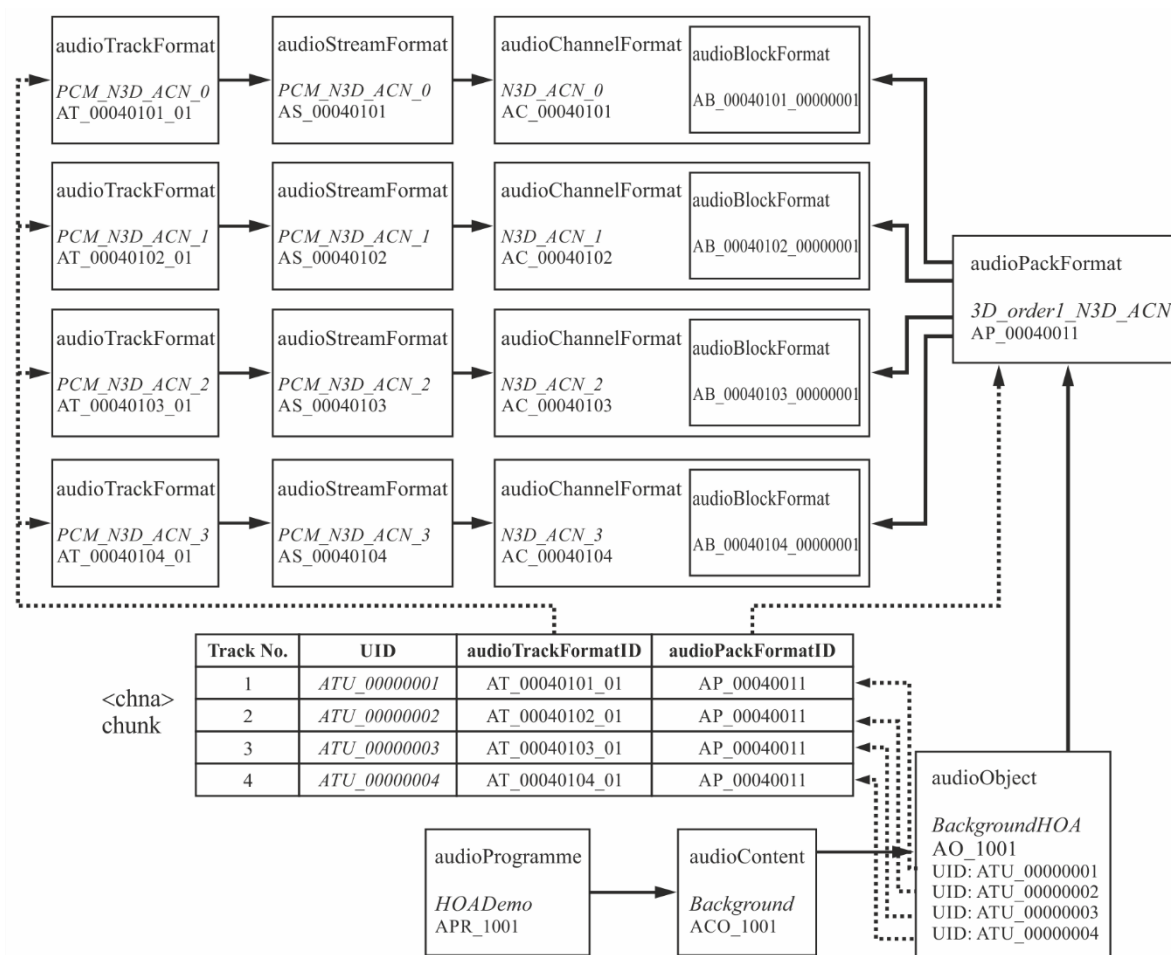 audioTrackFormat
PCM_N3D_ACN_0
AT_00040101_01
audioStreamFormat
PCM_N3D_ACN_0
AS_00040101
audioChannelFormat
N3D_ACN_0
AC_00040101
audioBlockFormat
AB_00040101_00000001
audioTrackFormat
PCM_N3D_ACN_1
AT_00040102_01
audioStreamFormat
PCM_N3D_ACN_1
AS_00040102
audioChannelFormat
N3D_ACN_1
AC_00040102
audioBlockFormat
AB_00040102_00000001
audioPackFormat
3D_order1_N3D_ACN
AP_00040011
audioTrackFormat
PCM_N3D_ACN_2
AT_00040103_01
audioStreamFormat
PCM_N3D_ACN_2
AS_00040103
audioChannelFormat
N3D_ACN_2
AC_00040103
audioBlockFormat
AB_00040103_00000001
audioTrackFormat
PCM_N3D_ACN_3
AT_00040104_01
audioStreamFormat
PCM_N3D_ACN_3
AS_00040104
audioChannelFormat
N3D_ACN_3
AC_00040104
audioBlockFormat
AB_00040104_00000001
<chna>
chunk
Track No. UID audioTrackFormatID audioPackFormatID
1 ATU_00000001 AT_00040101_01 AP_00040011
2 ATU_00000002 AT_00040102_01 AP_00040011
3 ATU_00000003 AT_00040103_01 AP_00040011
4 ATU_00000004 AT_00040104_01 AP_00040011
audioProgramme
HOADemo
APR_1001
audioContent
Background
ACO_1001
audioObject
BackgroundHOA
AO_1001
UID: ATU_00000001
UID: ATU_00000002
UID: ATU_00000003
UID: ATU_00000004